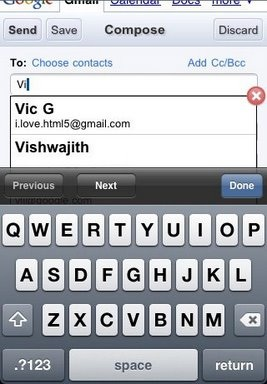 Google Gmail Calendar Docs more
Send Save Compose Discard
To: Choose contacts Add Cc/Bcc
Vi
Vic G
i.love.html5@gmail.com
Vishwajith
Previous Next Done
Q W E R T Y U I O P
A S D F G H J K L
Z X C V B N M
.?123 space return